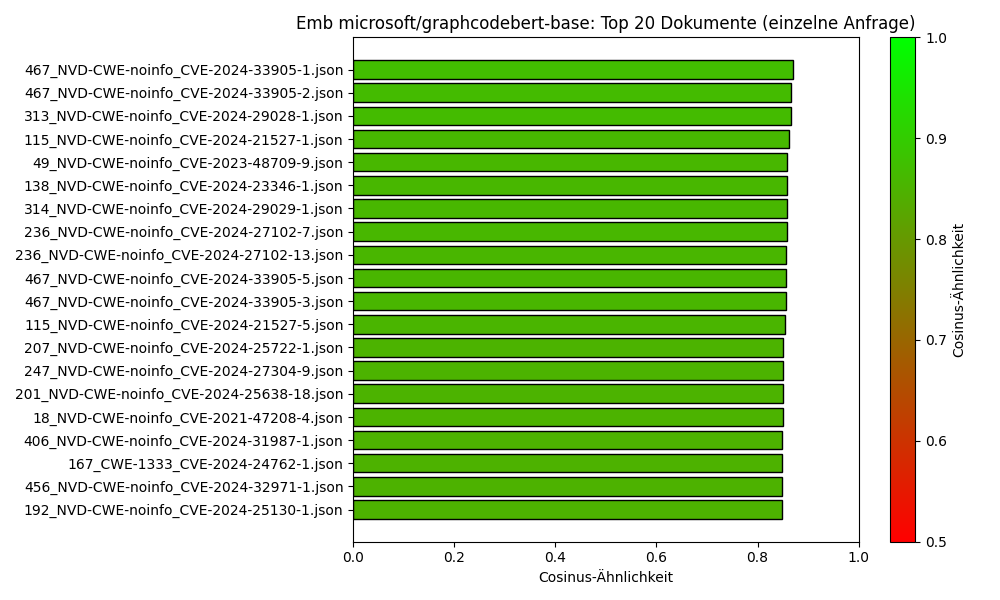 Emb microsoft/graphcodebert-base: Top 20 Dokumente (einzelne Anfrage)
467_NVD-CWE-noinfo_CVE-2024-33905-1.json
467_NVD-CWE-noinfo_CVE-2024-33905-2.json
313_NVD-CWE-noinfo_CVE-2024-29028-1.json
115_NVD-CWE-noinfo_CVE-2024-21527-1.json
49_NVD-CWE-noinfo_CVE-2023-48709-9.json
138_NVD-CWE-noinfo_CVE-2024-23346-1.json
314_NVD-CWE-noinfo_CVE-2024-29029-1.json
236_NVD-CWE-noinfo_CVE-2024-27102-7.json
236_NVD-CWE-noinfo_CVE-2024-27102-13.json
467_NVD-CWE-noinfo_CVE-2024-33905-5.json
467_NVD-CWE-noinfo_CVE-2024-33905-3.json
115_NVD-CWE-noinfo_CVE-2024-21527-5.json
207_NVD-CWE-noinfo_CVE-2024-25722-1.json
247_NVD-CWE-noinfo_CVE-2024-27304-9.json
201_NVD-CWE-noinfo_CVE-2024-25638-18.json
18_NVD-CWE-noinfo_CVE-2021-47208-4.json
406_NVD-CWE-noinfo_CVE-2024-31987-1.json
167_CWE-1333_CVE-2024-24762-1.json
456_NVD-CWE-noinfo_CVE-2024-32971-1.json
192_NVD-CWE-noinfo_CVE-2024-25130-1.json
0.0 0.2 0.4 0.6 0.8 1.0
Cosinus-Ähnlichkeit
1.0
0.9
0.8
0.7
0.6
0.5
Cosinus-Ähnlichkeit